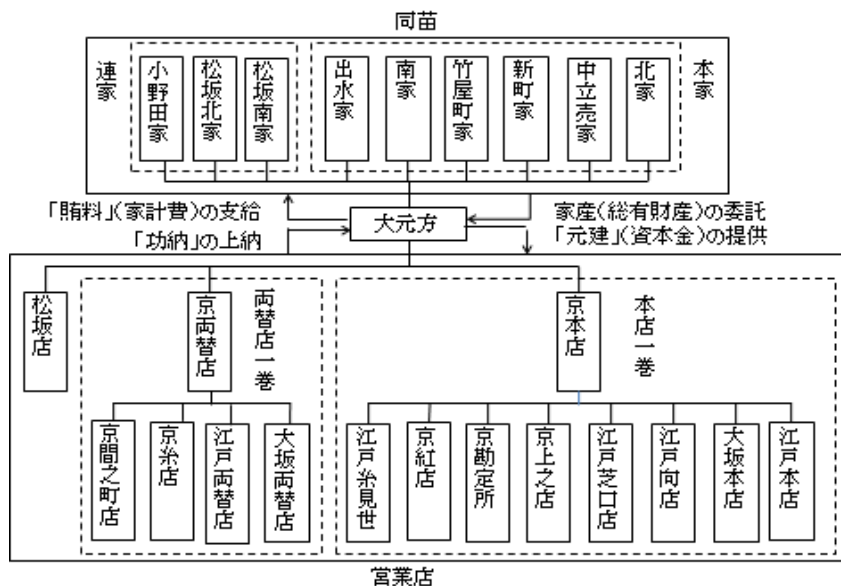 同苗
本家
北家
中立売家
新町家
竹屋町家
南家
出水家
松坂南家
松坂北家
小野田家
連家
「賄料」(家計費)の支給
「功納」の上納
大元方
家産(総有財産)の委託
「元建」(資本金)の提供
本店一巻
京本店
江戸本店
大坂本店
江戸向店
江戸芝口店
京上之店
京勘定所
京紅店
江戸糸見世
両替店一巻
京両替店
大坂両替店
江戸両替店
京糸店
京間之町店
松坂店
営業店